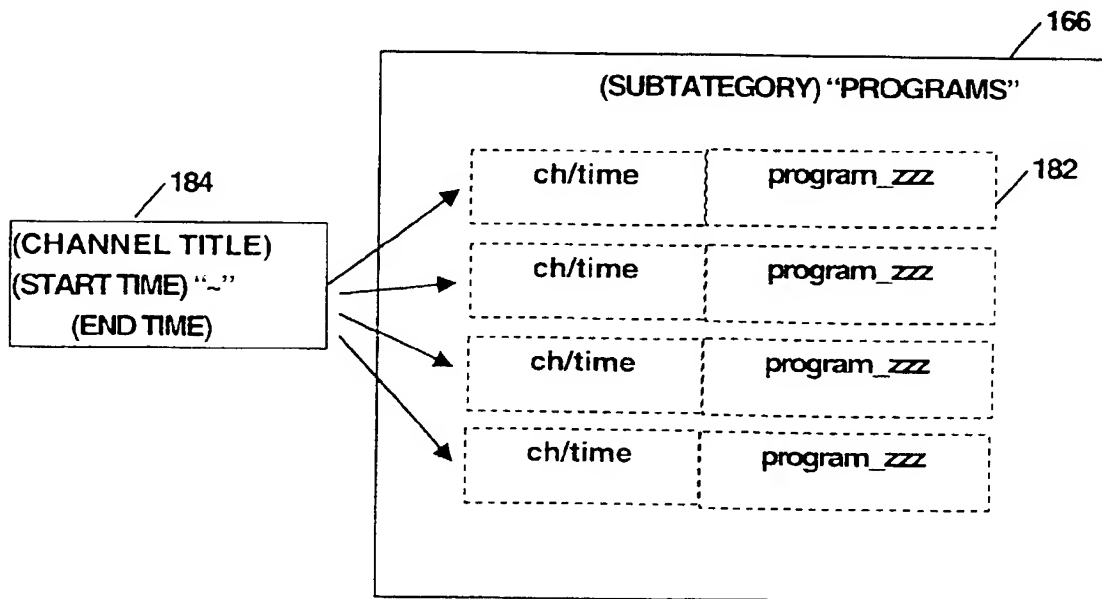 166
(SUBTATEGORY) “PROGRAMS”
ch/time program_zzz
182
184
(CHANNEL TITLE)
(START TIME) “~”
(END TIME)
ch/time program_zzz
ch/time program_zzz
ch/time program_zzz